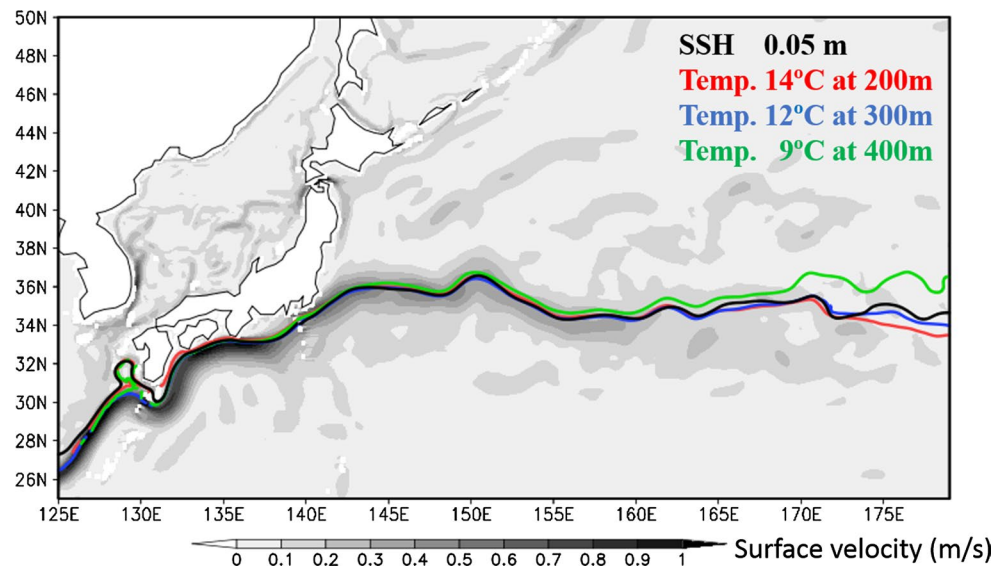 50N
48N
46N
44N
42N
40N
38N
36N
34N
32N
30N
28N
26N
SSH 0.05 m
Temp. 14ºC at 200m
Temp. 12ºC at 300m
Temp. 9ºC at 400m
125E 130E 135E 140E 145E 150E 155E 160E 165E 170E 175E
0 0.1 0.2 0.3 0.4 0.5 0.6 0.7 0.8 0.9 1
Surface velocity (m/s)